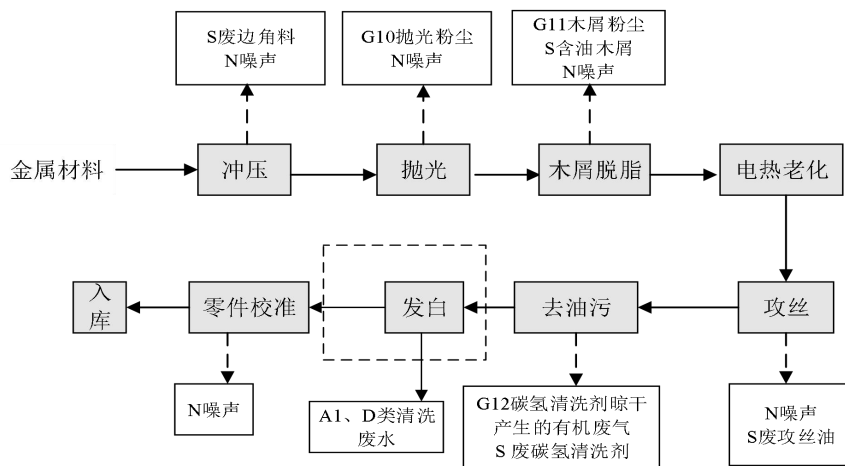 S废边角料
N噪声
G10抛光粉尘
N噪声
G11木屑粉尘
S含油木屑
N噪声
金属材料
冲压
抛光
木屑脱脂
电热老化
入
库
零件校准
发白
去油污
攻丝
N噪声
A1、D类清洗
废水
G12碳氢清洗剂晾干
产生的有机废气
S 废碳氢清洗剂
N噪声
S废攻丝油